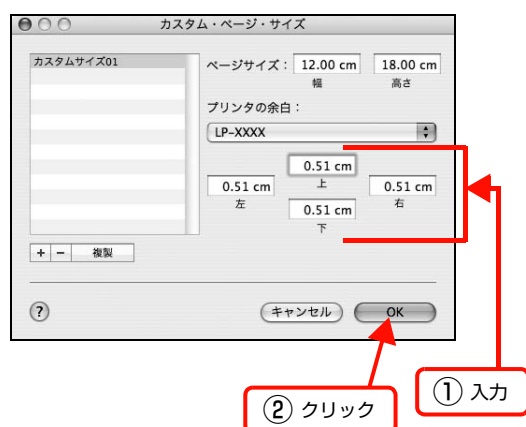 カスタム・ページ・サイズ
カスタムサイズ01
ページサイズ： 12.00 cm 18.00 cm
幅 高さ
プリンタの余白：
LP-XXXX
0.51 cm
上
0.51 cm 0.51 cm
左 右
0.51 cm
下
+ − 複製
? キャンセル OK
① 入力
② クリック